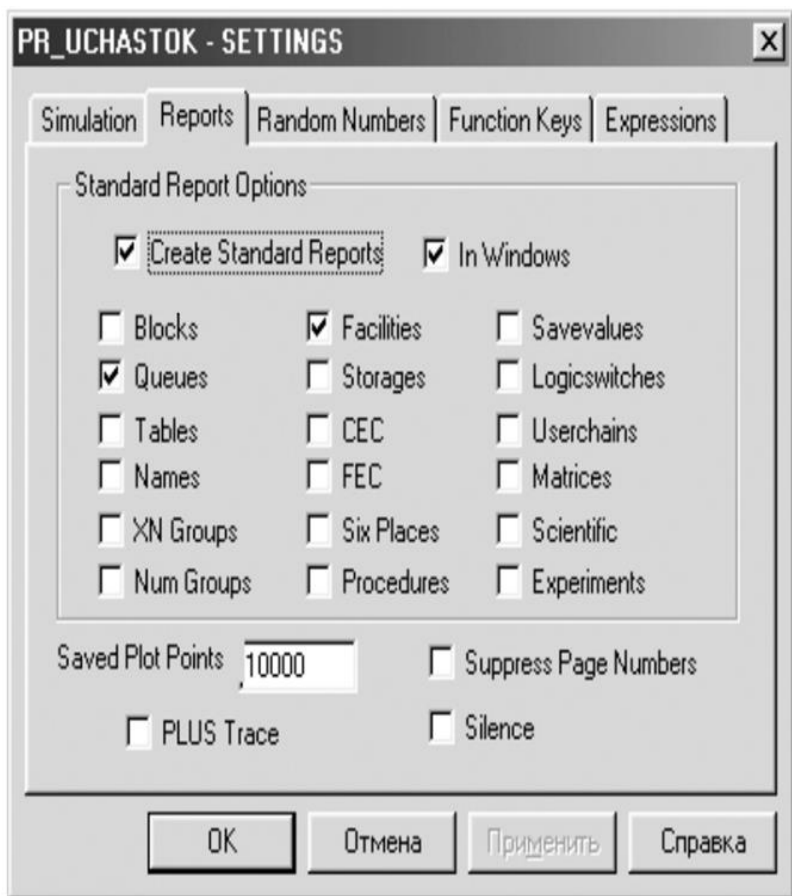 PR_UCHASTOK - SETTINGS
Simulation Reports Random Numbers Function Keys Expressions
Standard Report Options
Create Standard Reports In Windows
Blocks Facilities Savevalues
Queues Storages Logicswitches
Tables CEC Userchains
Names FEC Matrices
XN Groups Six Places Scientific
Num Groups Procedures Experiments
Saved Plot Points 10000 Suppress Page Numbers
PLUS Trace Silence
OK Отмена Применить Справка